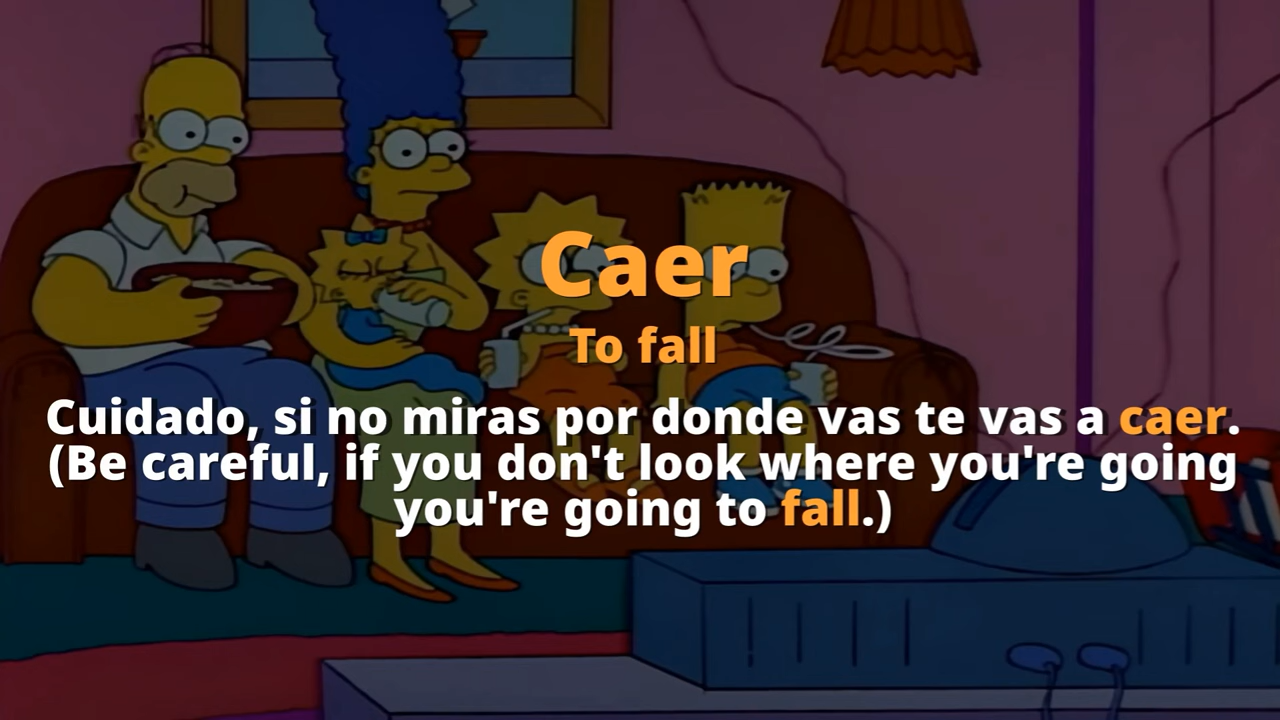 Caer
To fall
Cuidado, si no miras por donde vas te vas a caer.
(Be careful, if you don't look where you're going
you're going to fall.)